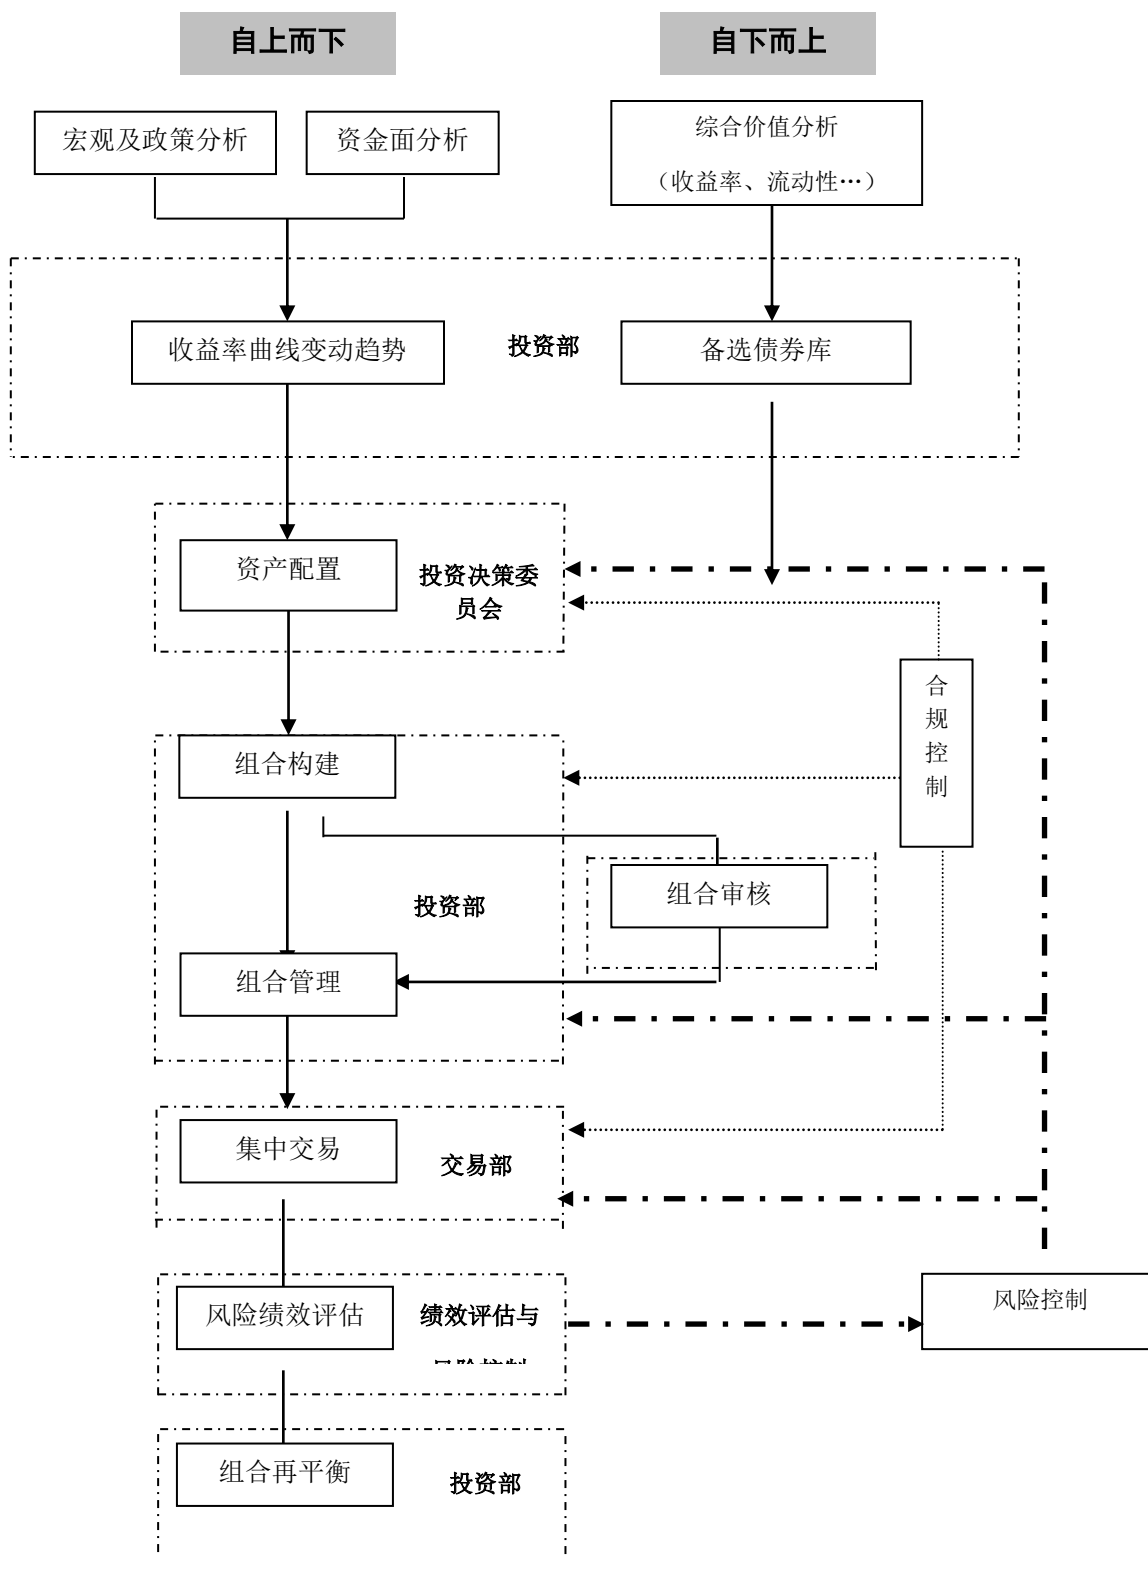 自上而下
自下而上
宏观及政策分析
资金面分析
综合价值分析
（收益率、流动性…）
收益率曲线变动趋势
投资部
备选债券库
资产配置
投资决策委
员会
合
规
控
制
组合构建
组合审核
投资部
组合管理
集中交易
交易部
风险绩效评估
绩效评估与
风险控制
组合再平衡
投资部